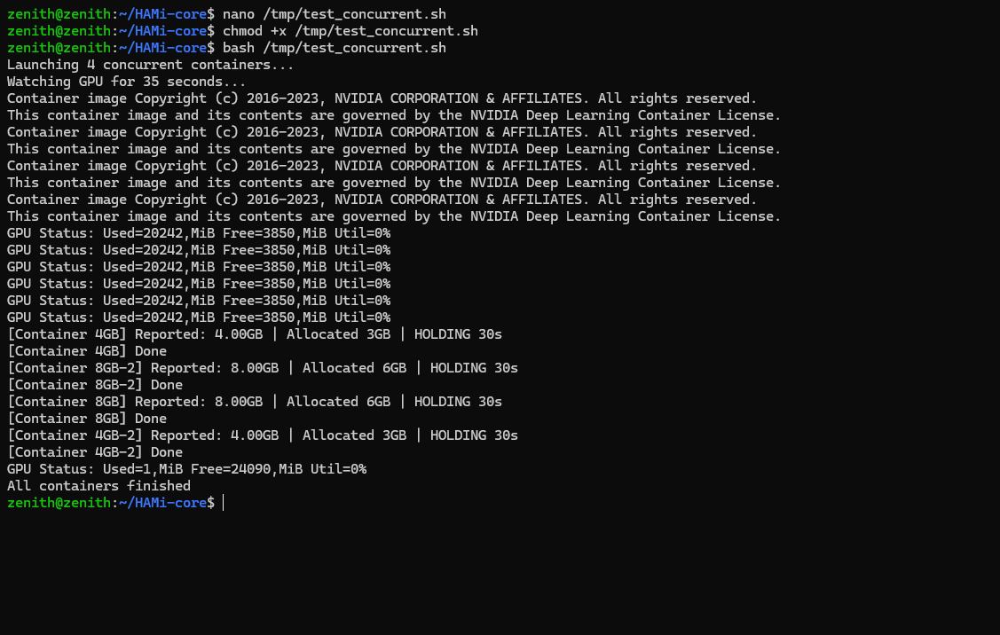 zenith@zenith:~/HAMi-core$ nano /tmp/test_concurrent.sh
zenith@zenith:~/HAMi-core$ chmod +x /tmp/test_concurrent.sh
zenith@zenith:~/HAMi-core$ bash /tmp/test_concurrent.sh
Launching 4 concurrent containers...
Watching GPU for 35 seconds...
Container image Copyright (c) 2016-2023, NVIDIA CORPORATION & AFFILIATES. All rights reserved.
This container image and its contents are governed by the NVIDIA Deep Learning Container License.
Container image Copyright (c) 2016-2023, NVIDIA CORPORATION & AFFILIATES. All rights reserved.
This container image and its contents are governed by the NVIDIA Deep Learning Container License.
Container image Copyright (c) 2016-2023, NVIDIA CORPORATION & AFFILIATES. All rights reserved.
This container image and its contents are governed by the NVIDIA Deep Learning Container License.
Container image Copyright (c) 2016-2023, NVIDIA CORPORATION & AFFILIATES. All rights reserved.
This container image and its contents are governed by the NVIDIA Deep Learning Container License.
GPU Status: Used=20242,MiB Free=3850,MiB Util=0%
GPU Status: Used=20242,MiB Free=3850,MiB Util=0%
GPU Status: Used=20242,MiB Free=3850,MiB Util=0%
GPU Status: Used=20242,MiB Free=3850,MiB Util=0%
GPU Status: Used=20242,MiB Free=3850,MiB Util=0%
GPU Status: Used=20242,MiB Free=3850,MiB Util=0%
[Container 4GB] Reported: 4.00GB | Allocated 3GB | HOLDING 30s
[Container 4GB] Done
[Container 8GB-2] Reported: 8.00GB | Allocated 6GB | HOLDING 30s
[Container 8GB-2] Done
[Container 8GB] Reported: 8.00GB | Allocated 6GB | HOLDING 30s
[Container 8GB] Done
[Container 4GB-2] Reported: 4.00GB | Allocated 3GB | HOLDING 30s
[Container 4GB-2] Done
GPU Status: Used=1,MiB Free=24090,MiB Util=0%
All containers finished
zenith@zenith:~/HAMi-core$